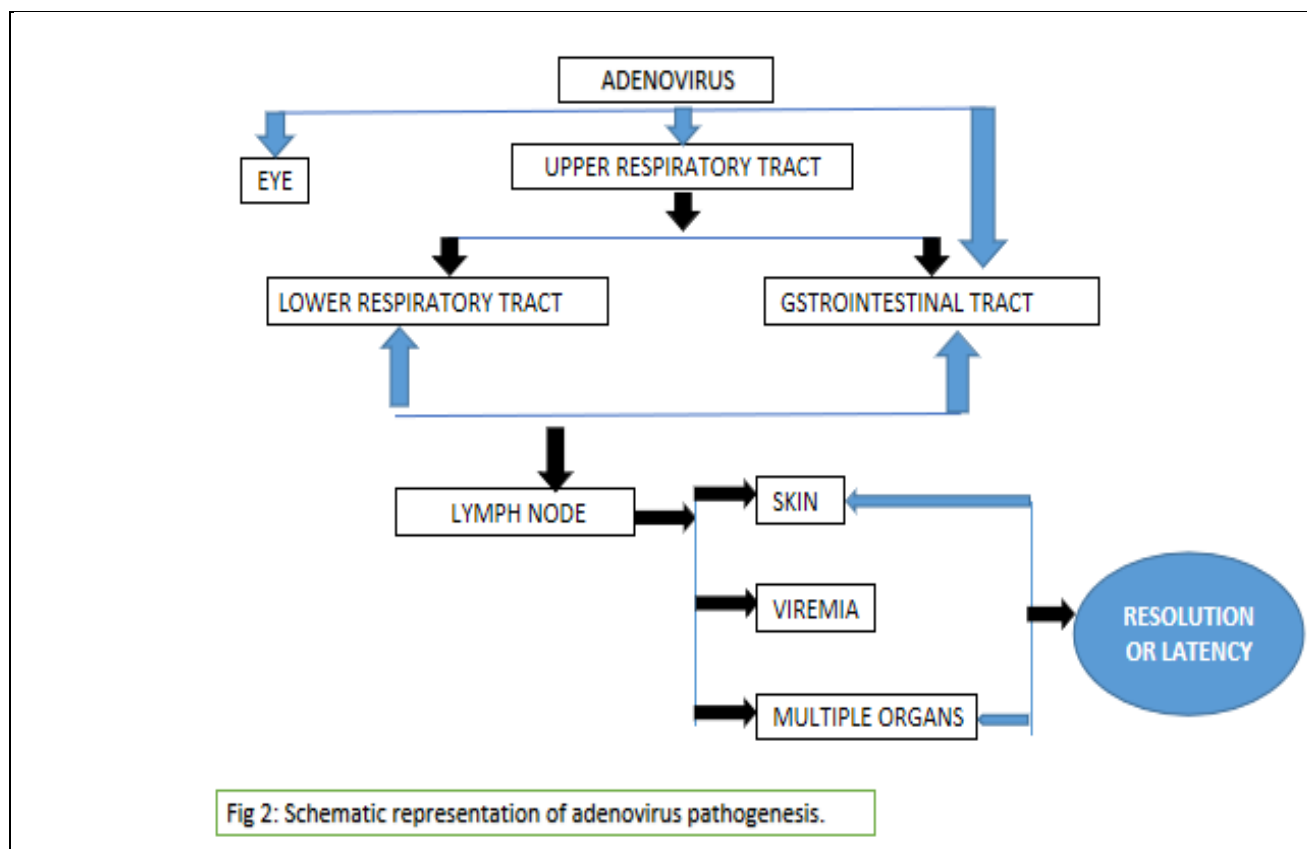 ADENOVIRUS
EYE
UPPER RESPIRATORY TRACT
LOWER RESPIRATORY TRACT
GSTROINTESTINAL TRACT
LYMPH NODE
SKIN
VIREMIA
MULTIPLE ORGANS
RESOLUTION
OR LATENCY
Fig 2: Schematic representation of adenovirus pathogenesis.